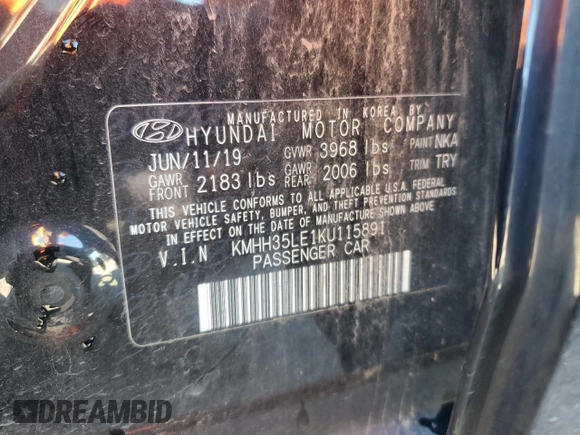 MANUFACTURED IN KOREA BY
HYUNDAI MOTOR COMPANY
JUN/11/19 GVWR 3968 lbs PAINT NKA
GAWR FRONT 2183 lbs GAWR REAR 2006 lbs TRIM TRY
THIS VEHICLE CONFORMS TO ALL APPLICABLE U.S.A. FEDERAL
MOTOR VEHICLE SAFETY, BUMPER, AND THEFT PREVENTION STANDARDS
IN EFFECT ON THE DATE OF MANUFACTURE SHOWN ABOVE.
V.I.N KMHH35LE1KU115891
PASSENGER CAR
DREAMBID